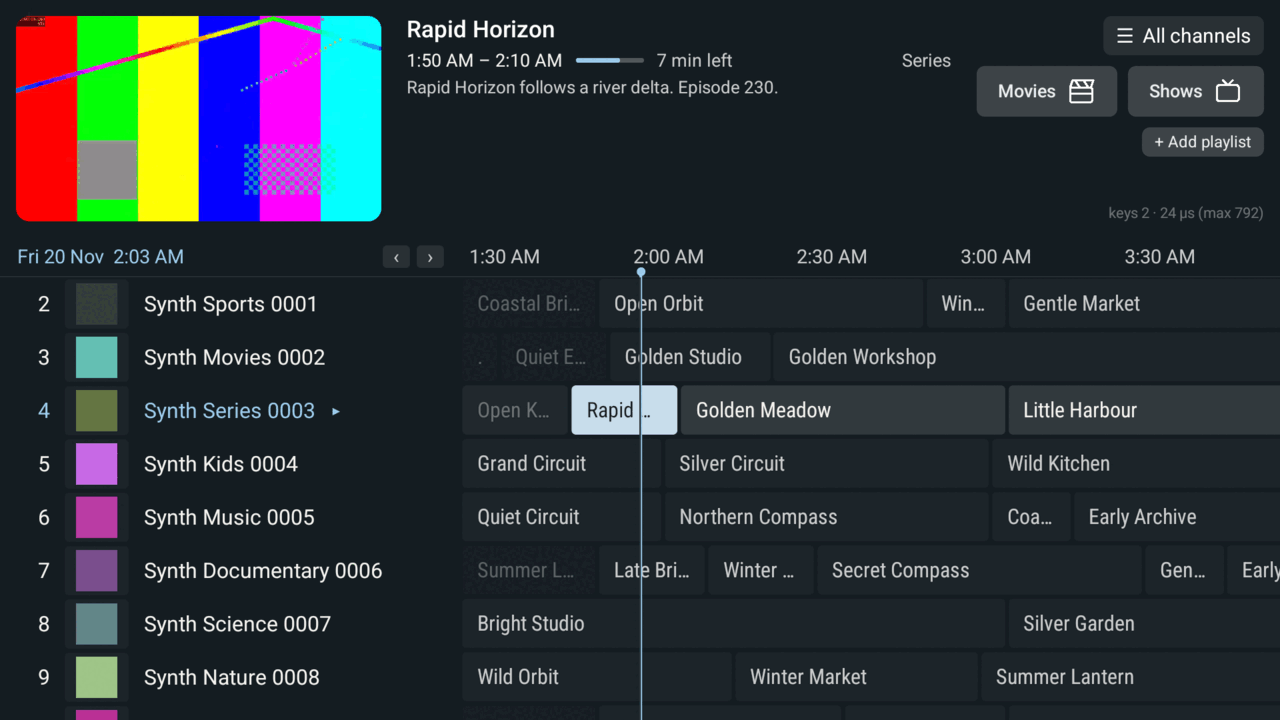 Rapid Horizon
1:50 AM – 2:10 AM 7 min left Series
Rapid Horizon follows a river delta. Episode 230.
☰ All channels
Movies
Shows
+ Add playlist
keys 2 · 24 µs (max 792)
Fri 20 Nov 2:03 AM ‹ › 1:30 AM 2:00 AM 2:30 AM 3:00 AM 3:30 AM
2 Synth Sports 0001 Coastal Bri… Open Orbit Win… Gentle Market
3 Synth Movies 0002 . Quiet E… Golden Studio Golden Workshop
4 Synth Series 0003 ▸ Open K… Rapid … Golden Meadow Little Harbour
5 Synth Kids 0004 Grand Circuit Silver Circuit Wild Kitchen
6 Synth Music 0005 Quiet Circuit Northern Compass Coa… Early Archive
7 Synth Documentary 0006 Summer L… Late Bri… Winter … Secret Compass Gen… Early
8 Synth Science 0007 Bright Studio Silver Garden
9 Synth Nature 0008 Wild Orbit Winter Market Summer Lantern